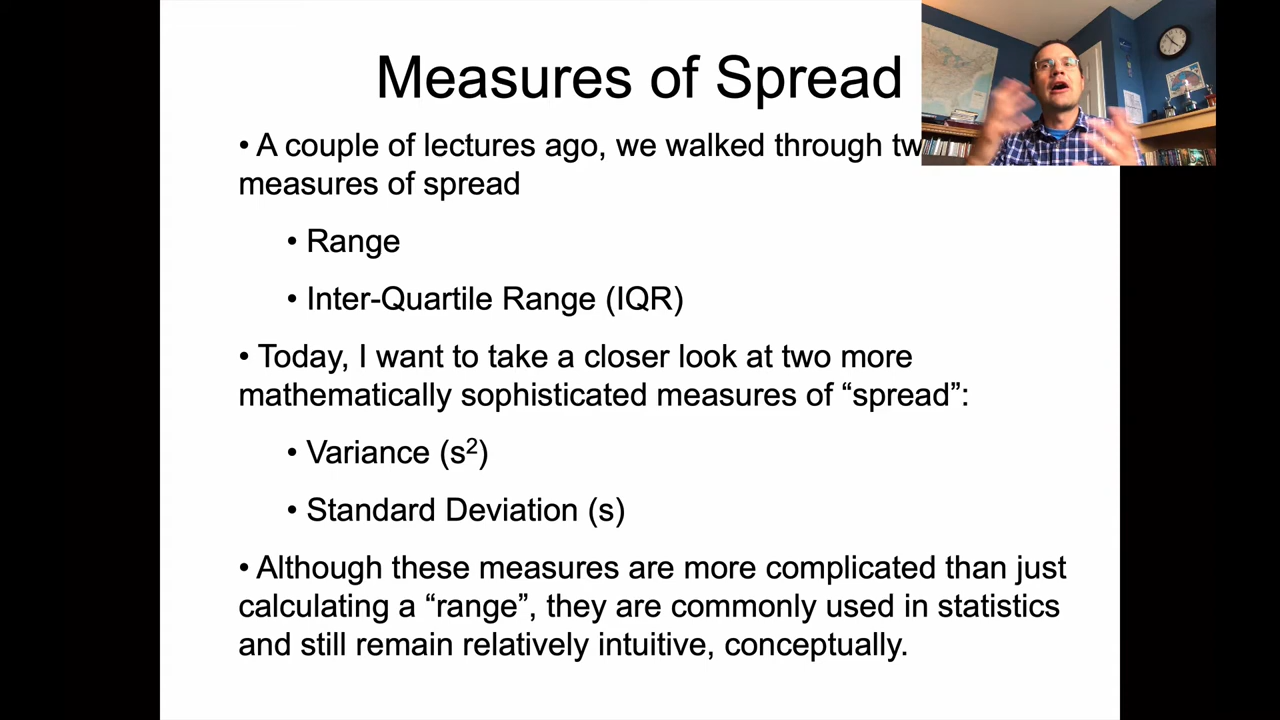 Measures of Spread
• A couple of lectures ago, we walked through
measures of spread
• Range
• Inter-Quartile Range (IQR)
• Today, I want to take a closer look at two more
mathematically sophisticated measures of “spread”:
• Variance (s²)
• Standard Deviation (s)
• Although these measures are more complicated than just
calculating a “range”, they are commonly used in statistics
and still remain relatively intuitive, conceptually.